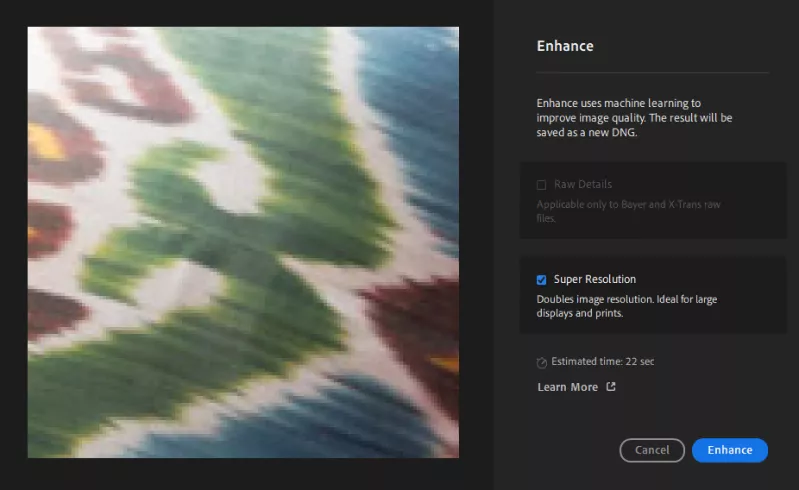 Enhance
Enhance uses machine learning to
improve image quality. The result will be
saved as a new DNG.
Raw Details
Applicable only to Bayer and X-Trans raw
files.
Super Resolution
Doubles image resolution. Ideal for large
displays and prints.
Estimated time: 22 sec
Learn More
Cancel
Enhance